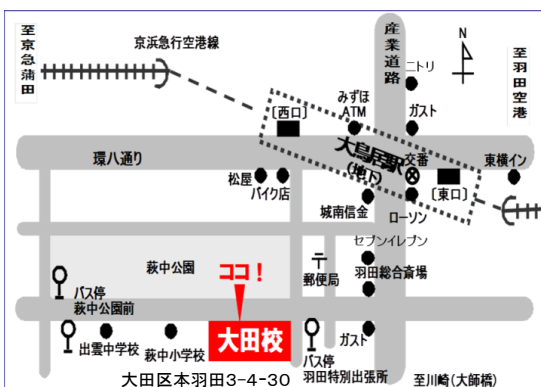 至京急蒲田
京浜急行空港線
産業道路
N
至羽田空港
ニトリ
みずほ
ATM
ガスト
[西口]
大鳥居駅
(地下)
交番
東横イン
環八通り
[東口]
松屋
バイク店
城南信金
ローソン
セブンイレブン
萩中公園
ココ！
〒
郵便局
羽田総合斎場
バス停
萩中公園前
大田校
出雲中学校
萩中小学校
ガスト
バス停
羽田特別出張所
大田区本羽田3-4-30
至川崎(大師橋)